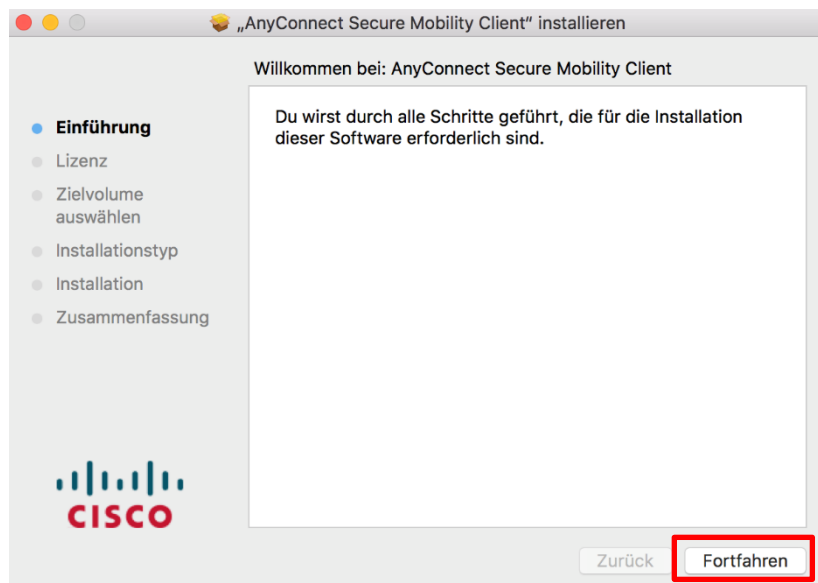 „AnyConnect Secure Mobility Client“ installieren
Willkommen bei: AnyConnect Secure Mobility Client
Einführung
Lizenz
Zielvolume
auswählen
Installationstyp
Installation
Zusammenfassung
Du wirst durch alle Schritte geführt, die für die Installation
dieser Software erforderlich sind.
CISCO
Zurück
Fortfahren